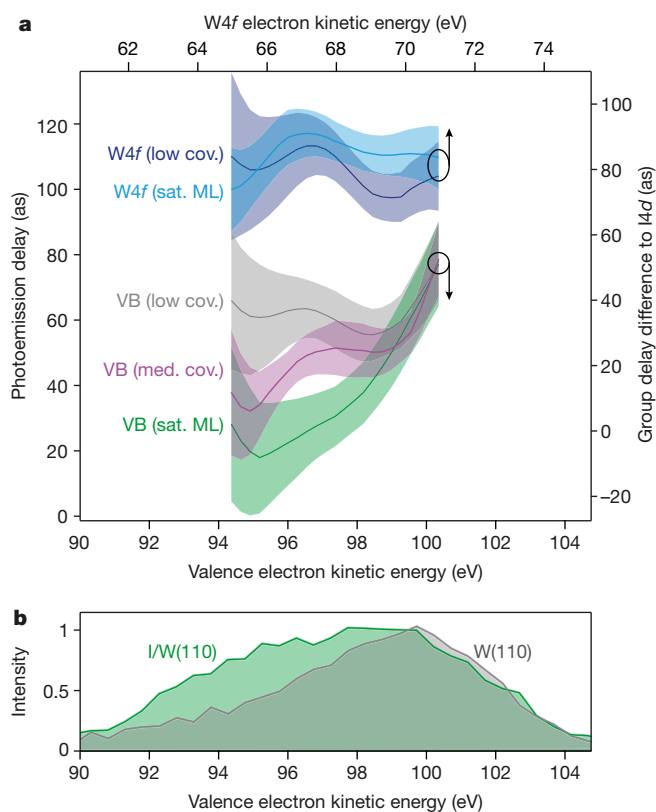 a
W4f electron kinetic energy (eV)
62 64 66 68 70 72 74
Photoemission delay (as)
120
100
80
60
40
20
0
W4f (low cov.)
W4f (sat. ML)
VB (low cov.)
VB (med. cov.)
VB (sat. ML)
100
80
60
40
20
0
−20
Group delay difference to I4d (as)
90 92 94 96 98 100 102 104
Valence electron kinetic energy (eV)
b
Intensity
1
0.5
0
I/W(110)
W(110)
90 92 94 96 98 100 102 104
Valence electron kinetic energy (eV)